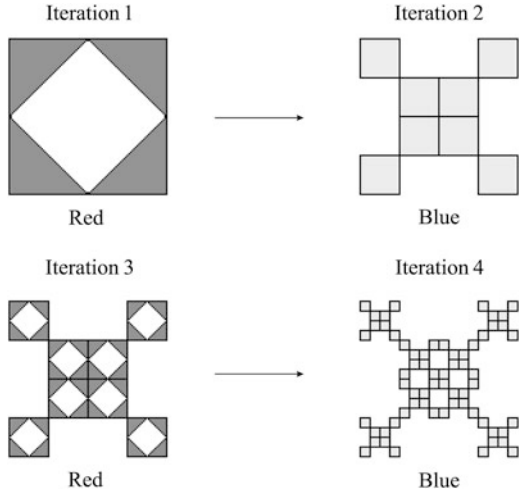 Iteration 1
Iteration 2
Red
Blue
Iteration 3
Iteration 4
Red
Blue